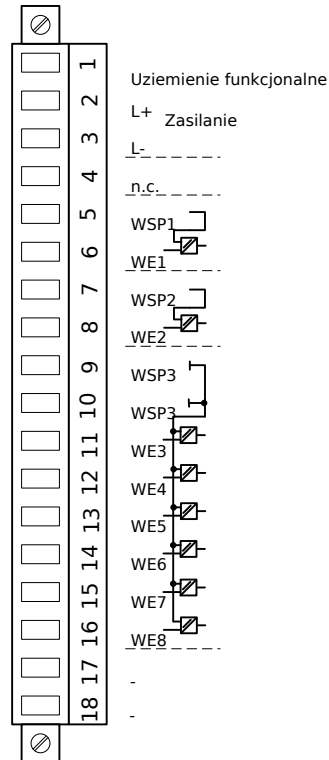 1
Uziemienie funkcjonalne
2
L+ Zasilanie
3
L-
4
n.c.
5
WSP1
6
WE1
7
WSP2
8
WE2
9
WSP3
10
WSP3
11
WE3
12
WE4
13
WE5
14
WE6
15
WE7
16
WE8
17
-
18
-